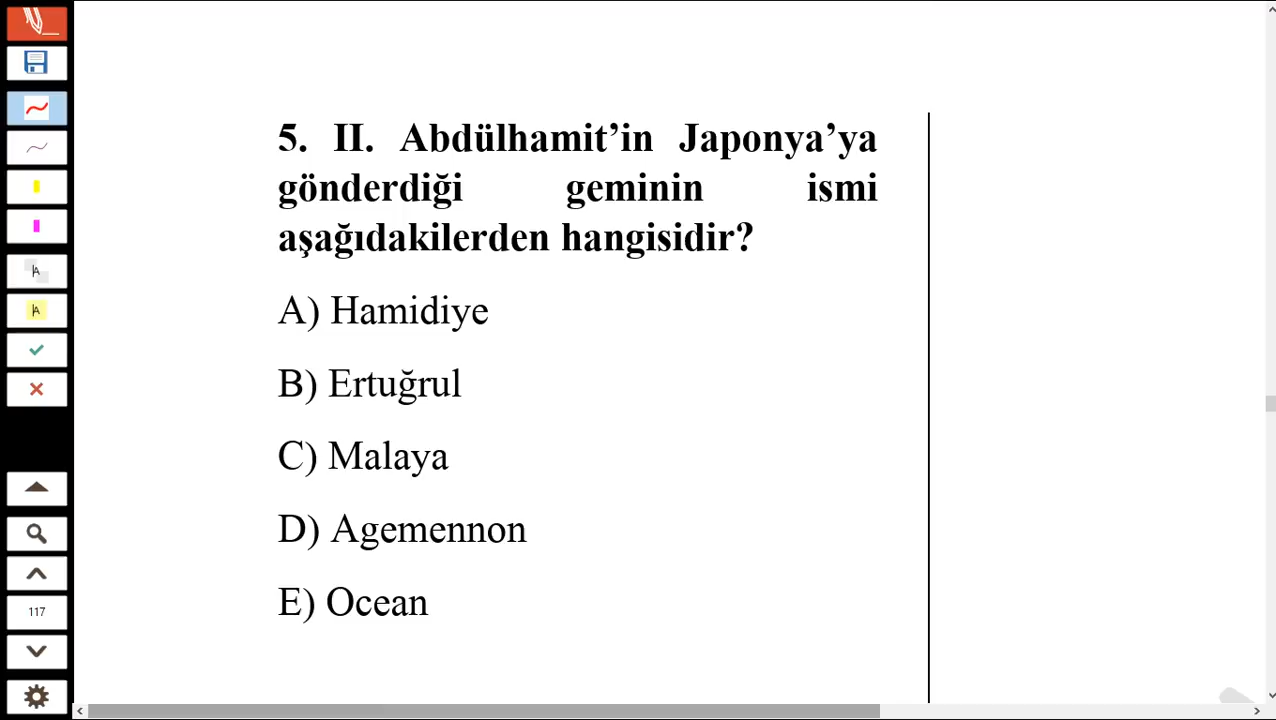 5. II. Abdülhamit’in Japonya’ya
gönderdiği geminin ismi
aşağıdakilerden hangisidir?
A) Hamidiye
B) Ertuğrul
C) Malaya
D) Agemennon
E) Ocean
117